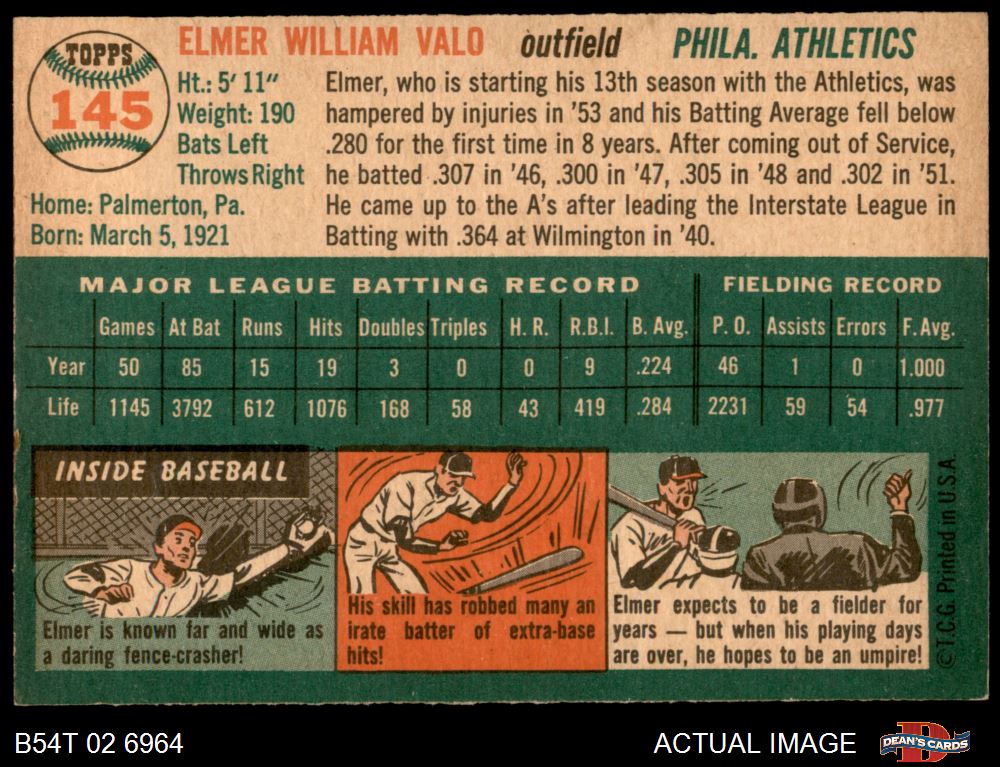 TOPPS
145
ELMER WILLIAM VALO outfield PHILA. ATHLETICS
Ht.: 5' 11"
Weight: 190
Bats Left
Throws Right
Home: Palmerton, Pa.
Born: March 5, 1921
Elmer, who is starting his 13th season with the Athletics, was
hampered by injuries in '53 and his Batting Average fell below
.280 for the first time in 8 years. After coming out of Service,
he batted .307 in '46, .300 in '47, .305 in '48 and .302 in '51.
He came up to the A's after leading the Interstate League in
Batting with .364 at Wilmington in '40.
MAJOR LEAGUE BATTING RECORD FIELDING RECORD
Games At Bat Runs Hits Doubles Triples H. R. R.B.I. B. Avg. P. O. Assists Errors F. Avg.
Year 50 85 15 19 3 0 0 9 .224 46 1 0 1.000
Life 1145 3792 612 1076 168 58 43 419 .284 2231 59 54 .977
INSIDE BASEBALL
Elmer is known far and wide as
a daring fence-crasher!
His skill has robbed many an
irate batter of extra-base
hits!
Elmer expects to be a fielder for
years — but when his playing days
are over, he hopes to be an umpire!
©T.C.G. Printed in U.S.A.
B54T 02 6964
ACTUAL IMAGE
DEAN'S CARDS